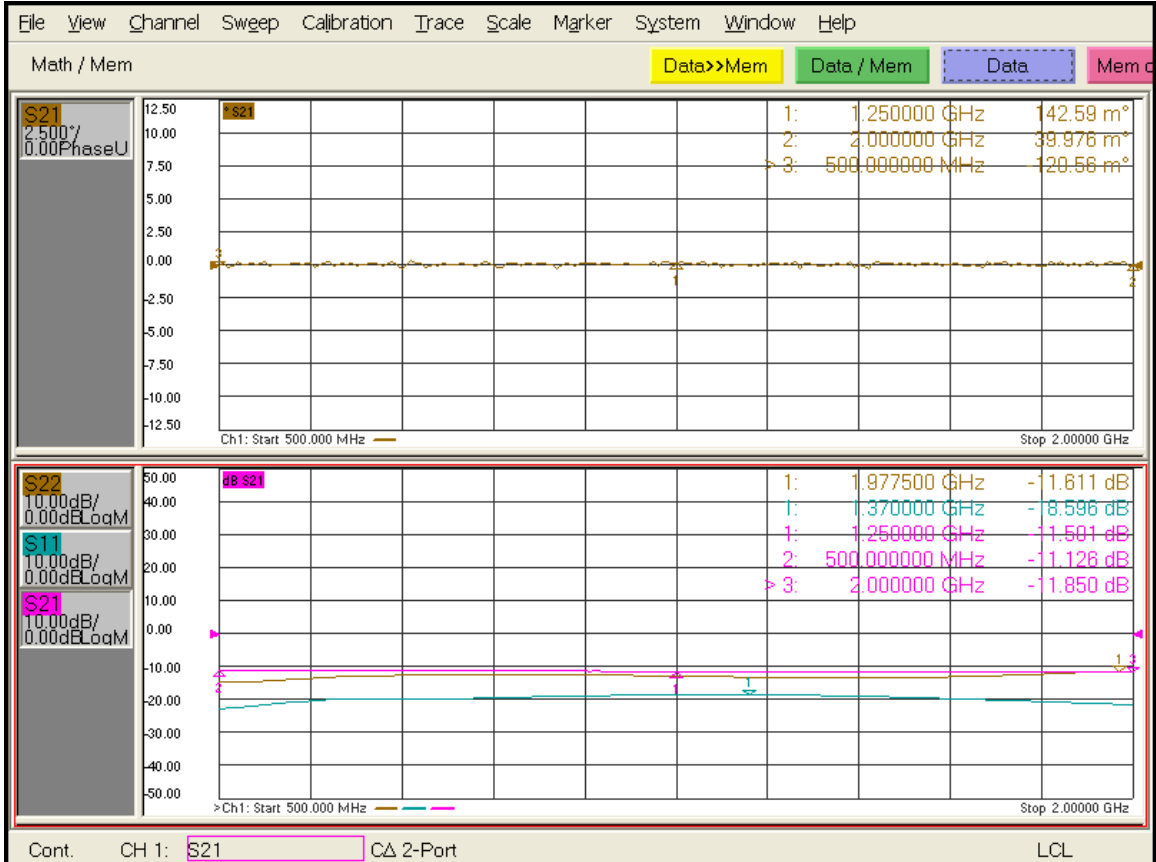 File View Channel Sweep Calibration Trace Scale Marker System Window Help
Math / Mem Data>>Mem Data / Mem Data Mem
S21
2.500°/
0.00PhaseU
12.50
10.00
7.50
5.00
2.50
0.00
-2.50
-5.00
-7.50
-10.00
-12.50
° S21
1: 1.250000 GHz 142.59 m°
2: 2.000000 GHz 39.976 m°
> 3: 500.000000 MHz -120.56 m°
3
1
2
Ch1: Start 500.000 MHz Stop 2.00000 GHz
S22
10.00dB/
0.00dBLogM
S11
10.00dB/
0.00dBLogM
S21
10.00dB/
0.00dBLogM
50.00
40.00
30.00
20.00
10.00
0.00
-10.00
-20.00
-30.00
-40.00
-50.00
dB S21
1: 1.977500 GHz -11.611 dB
1: 1.370000 GHz -18.596 dB
1: 1.250000 GHz -11.501 dB
2: 500.000000 MHz -11.126 dB
> 3: 2.000000 GHz -11.850 dB
1 3
2 1 1
>Ch1: Start 500.000 MHz Stop 2.00000 GHz
Cont. CH 1: S21 C∆ 2-Port LCL